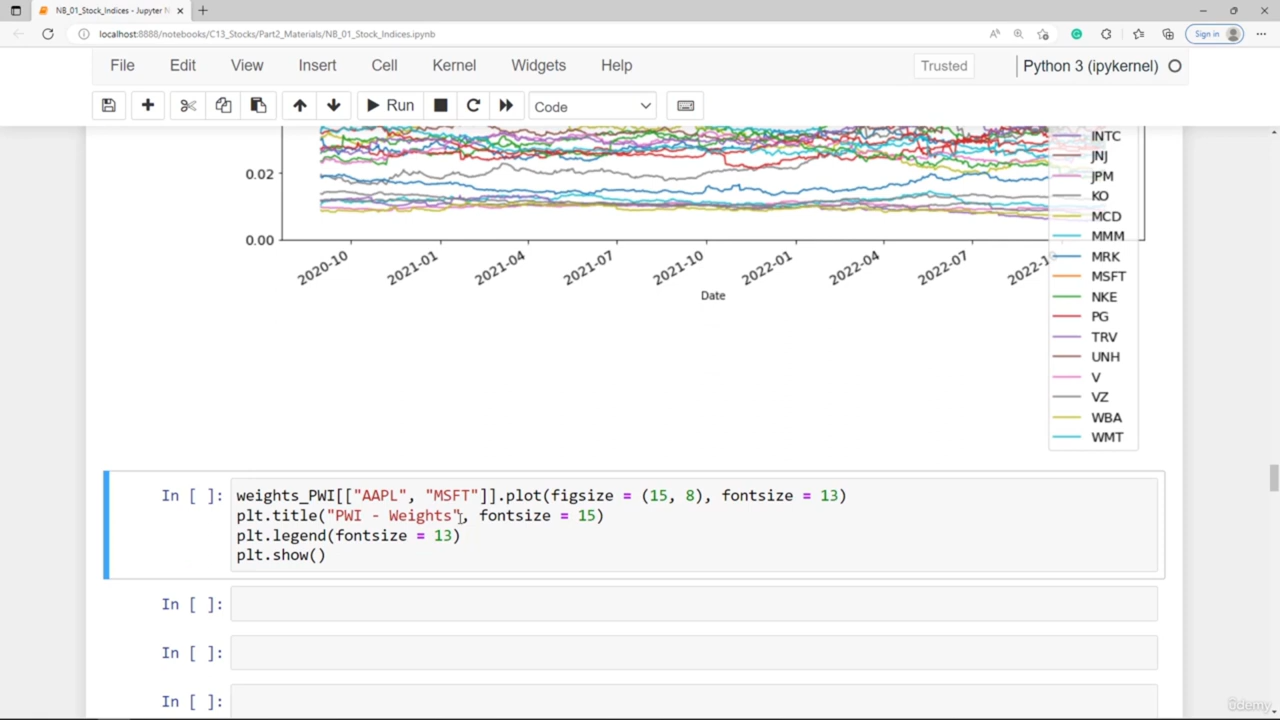 NB_01_Stock_Indices - Jupyter N
localhost:8888/notebooks/C13_Stocks/Part2_Materials/NB_01_Stock_Indices.ipynb
Sign in
File Edit View Insert Cell Kernel Widgets Help
Trusted
Python 3 (ipykernel)
Run
Code
INTC
JNJ
JPM
KO
MCD
MMM
MRK
MSFT
NKE
PG
TRV
UNH
V
VZ
WBA
WMT
0.02
0.00
2020-10 2021-01 2021-04 2021-07 2021-10 2022-01 2022-04 2022-07 2022-10
Date
In [ ]: weights_PWI[["AAPL", "MSFT"]].plot(figsize = (15, 8), fontsize = 13)
plt.title("PWI - Weights", fontsize = 15)
plt.legend(fontsize = 13)
plt.show()
In [ ]:
In [ ]:
In [ ]:
ûdemy